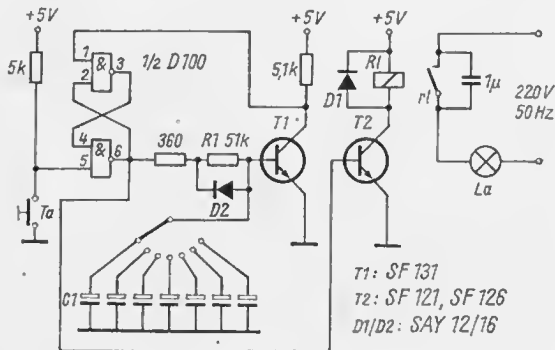 +5V
+5V
+5V
5k
1
2
3
&
1/2 D100
5,1k
D1
Rl
rl
1µ
220V
50 Hz
4
5
6
&
360
R1 51k
T1
T2
D2
Ta
La
C1
T1: SF 131
T2: SF 121, SF 126
D1/D2: SAY 12/16